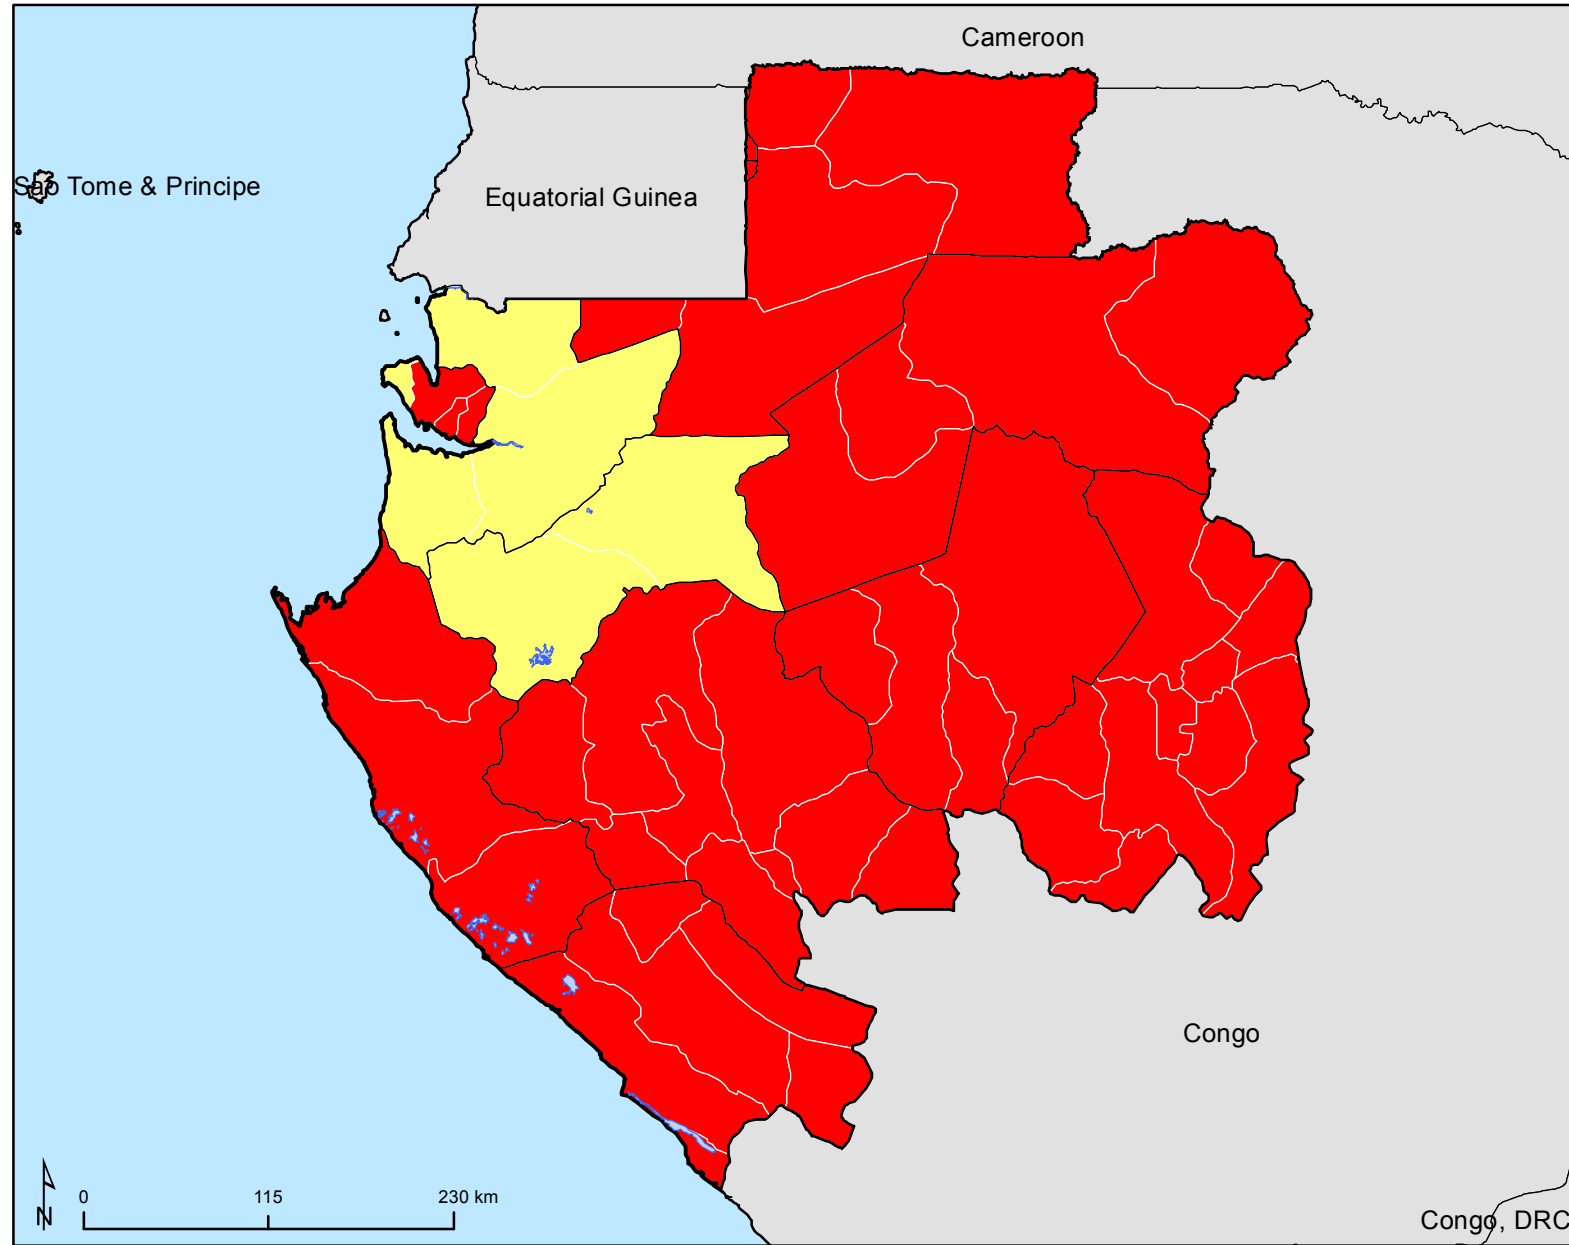 Cameroon
Sao Tome & Principe
Equatorial Guinea
Congo
N
0 115 230 km
Congo, DRC